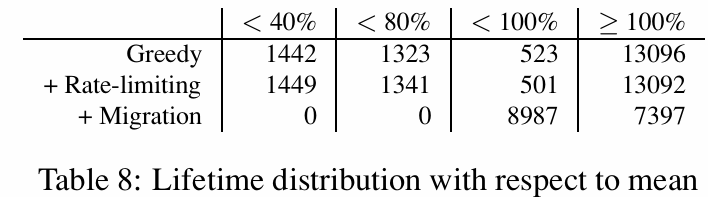 < 40% < 80% < 100% ≥ 100%
Greedy 1442 1323 523 13096
+ Rate-limiting 1449 1341 501 13092
+ Migration 0 0 8987 7397
Table 8: Lifetime distribution with respect to mean